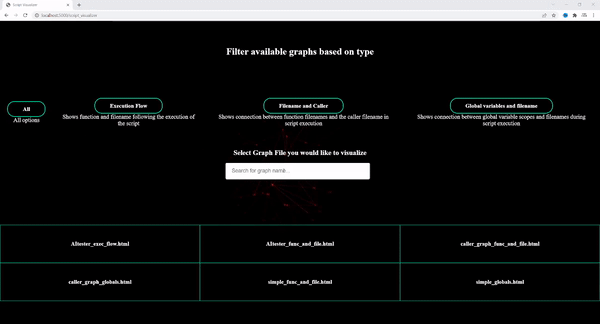 Script Visualizer
localhost:2000/script_visualizer
Filter available graphs based on type
All
All options
Execution Flow
Shows function and filename following the execution of
the script
Filename and Caller
Shows connection between function filenames and the caller filename in
script execution
Global variables and filename
Shows connection between global variable scopes and filenames during
script execution
Select Graph File you would like to visualize
Search for graph name...
AItester_exec_flow.html
AItester_func_and_file.html
caller_graph_func_and_file.html
caller_graph_globals.html
simple_func_and_file.html
simple_globals.html